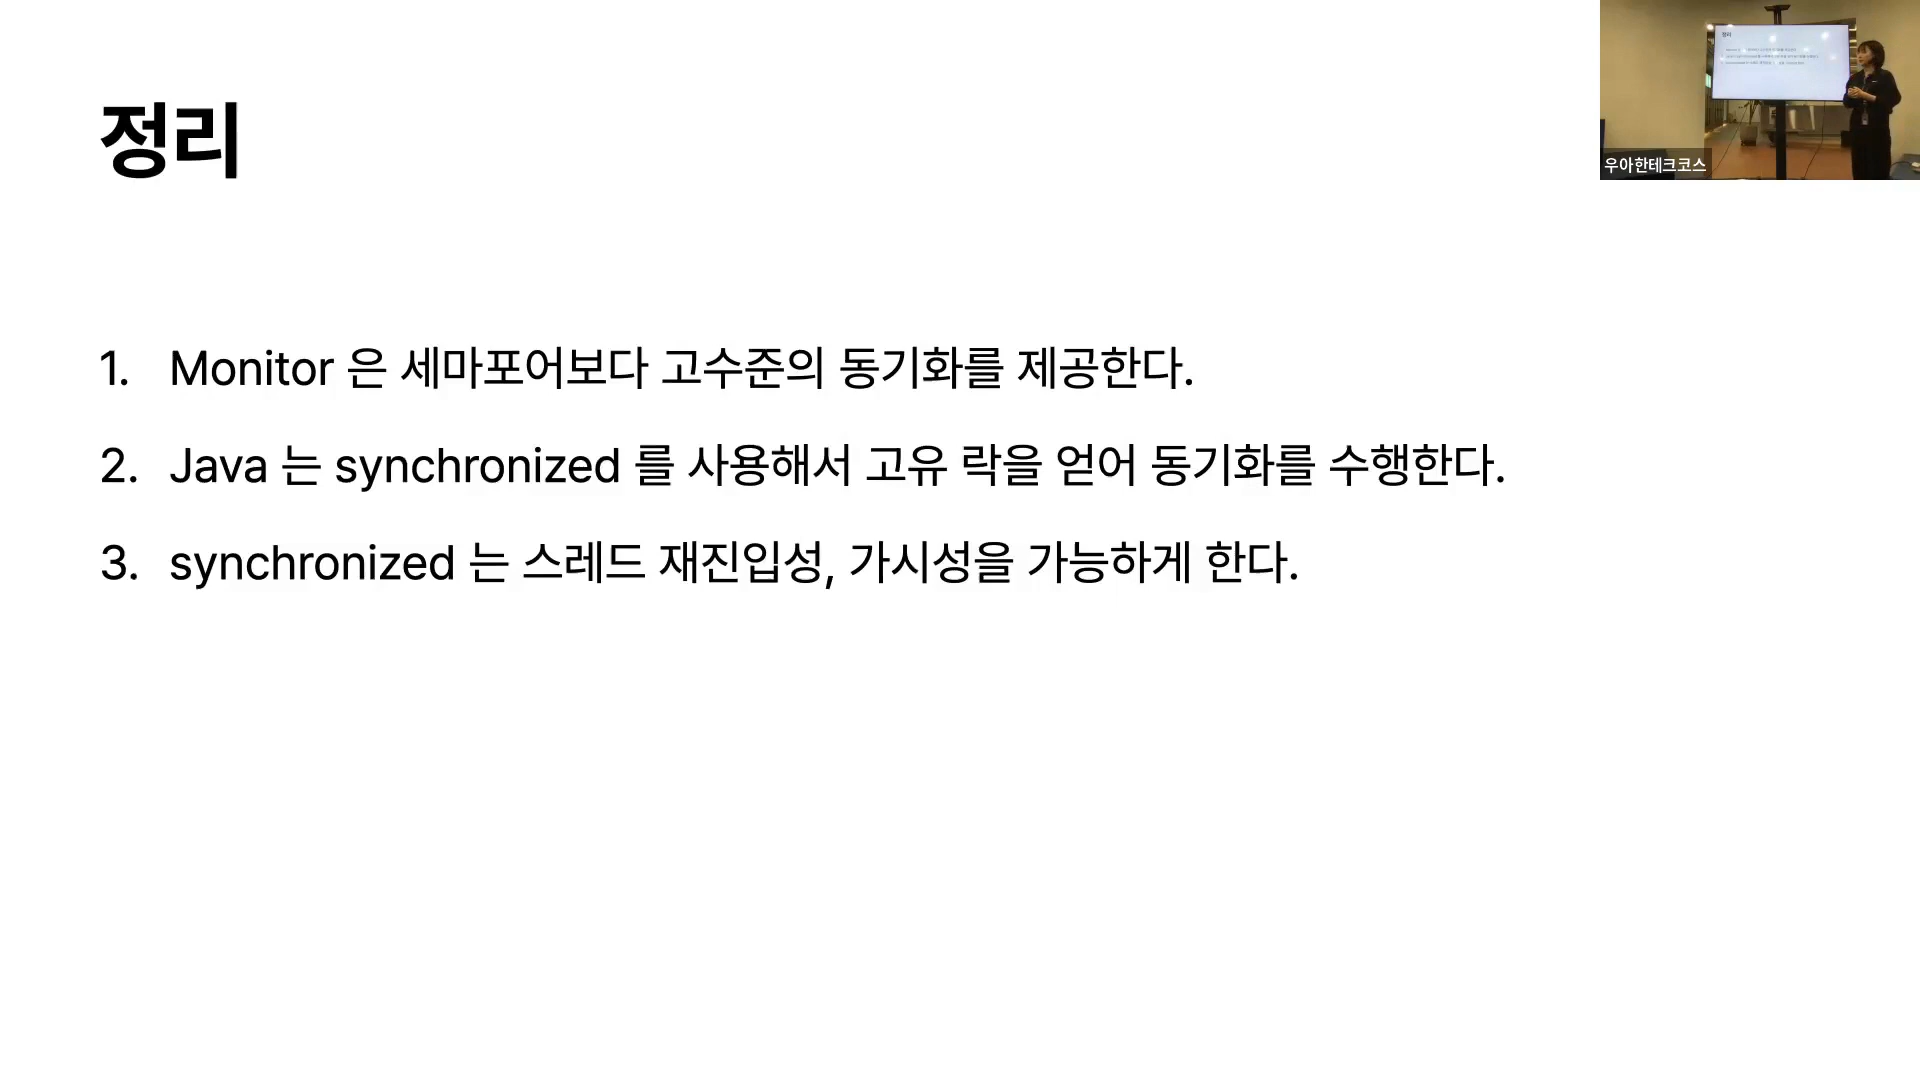 정리
우아한테크코스
1. Monitor 은 세마포어보다 고수준의 동기화를 제공한다.
2. Java 는 synchronized 를 사용해서 고유 락을 얻어 동기화를 수행한다.
3. synchronized 는 스레드 재진입성, 가시성을 가능하게 한다.